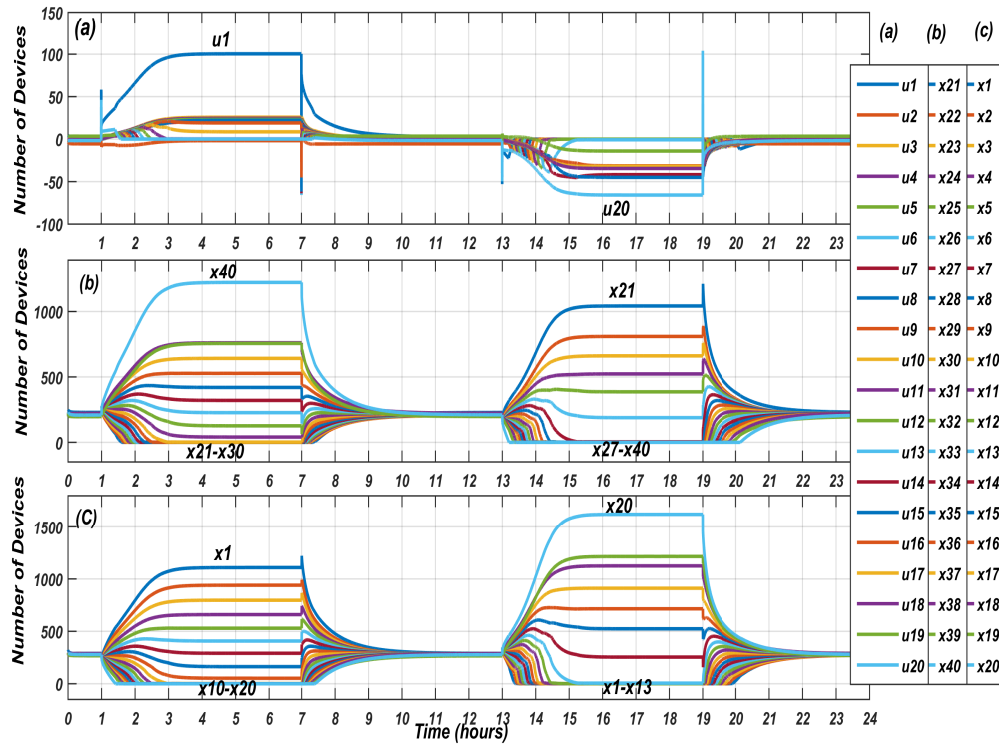 (a) (b) (c)
Number of Devices
150
100
50
0
-50
-100
(a)
u1
u20
1 2 3 4 5 6 7 8 9 10 11 12 13 14 15 16 17 18 19 20 21 22 23
Number of Devices
1000
500
0
(b)
x40
x21
x21-x30
x27-x40
0 1 2 3 4 5 6 7 8 9 10 11 12 13 14 15 16 17 18 19 20 21 22 23
Number of Devices
1500
1000
500
0
(C)
x1
x20
x10-x20
x1-x13
0 1 2 3 4 5 6 7 8 9 10 11 12 13 14 15 16 17 18 19 20 21 22 23 24
Time (hours)
u1 x21 x1
u2 x22 x2
u3 x23 x3
u4 x24 x4
u5 x25 x5
u6 x26 x6
u7 x27 x7
u8 x28 x8
u9 x29 x9
u10 x30 x10
u11 x31 x11
u12 x32 x12
u13 x33 x13
u14 x34 x14
u15 x35 x15
u16 x36 x16
u17 x37 x17
u18 x38 x18
u19 x39 x19
u20 x40 x20